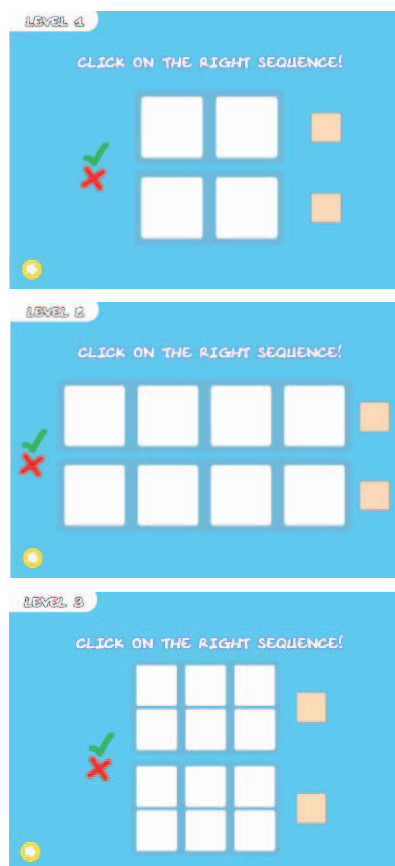 LEVEL 1
CLICK ON THE RIGHT SEQUENCE!
LEVEL 2
CLICK ON THE RIGHT SEQUENCE!
LEVEL 3
CLICK ON THE RIGHT SEQUENCE!